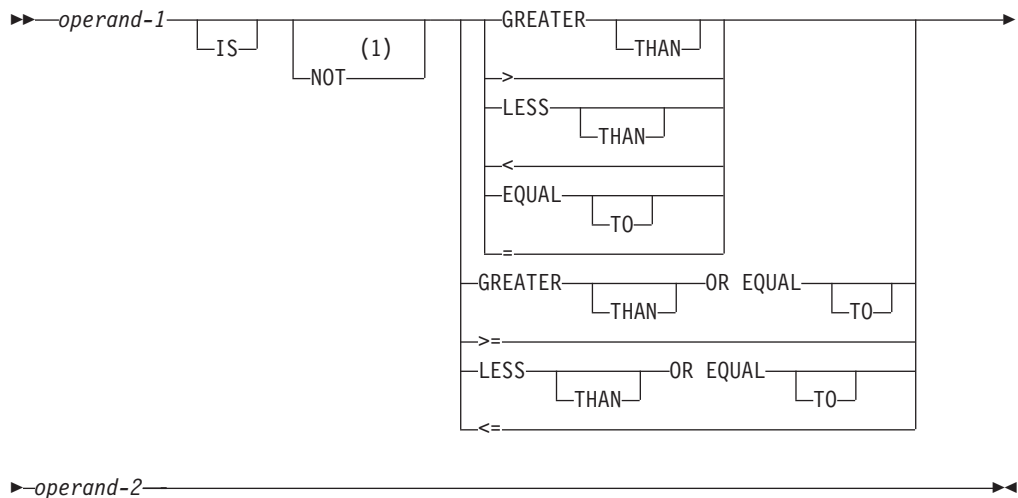 operand-1 GREATER
IS (1) THAN
NOT >
LESS
THAN
<
EQUAL
TO
=
GREATER OR EQUAL
THAN TO
>=
LESS OR EQUAL
THAN TO
<=
operand-2